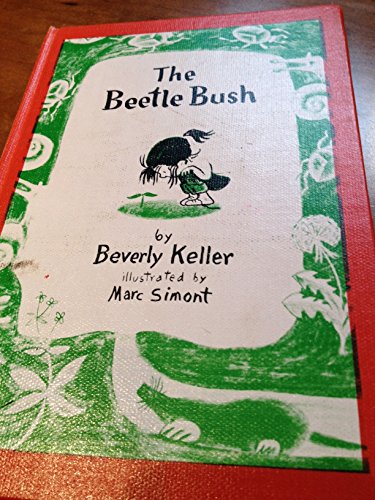 The
Beetle Bush
by
Beverly Keller
illustrated by
Marc Simont